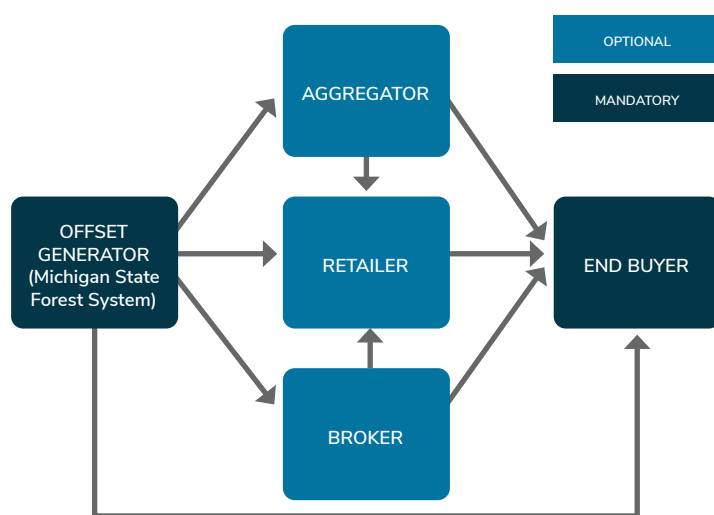 OPTIONAL
AGGREGATOR
MANDATORY
OFFSET
GENERATOR
(Michigan State
Forest System)
RETAILER
END BUYER
BROKER